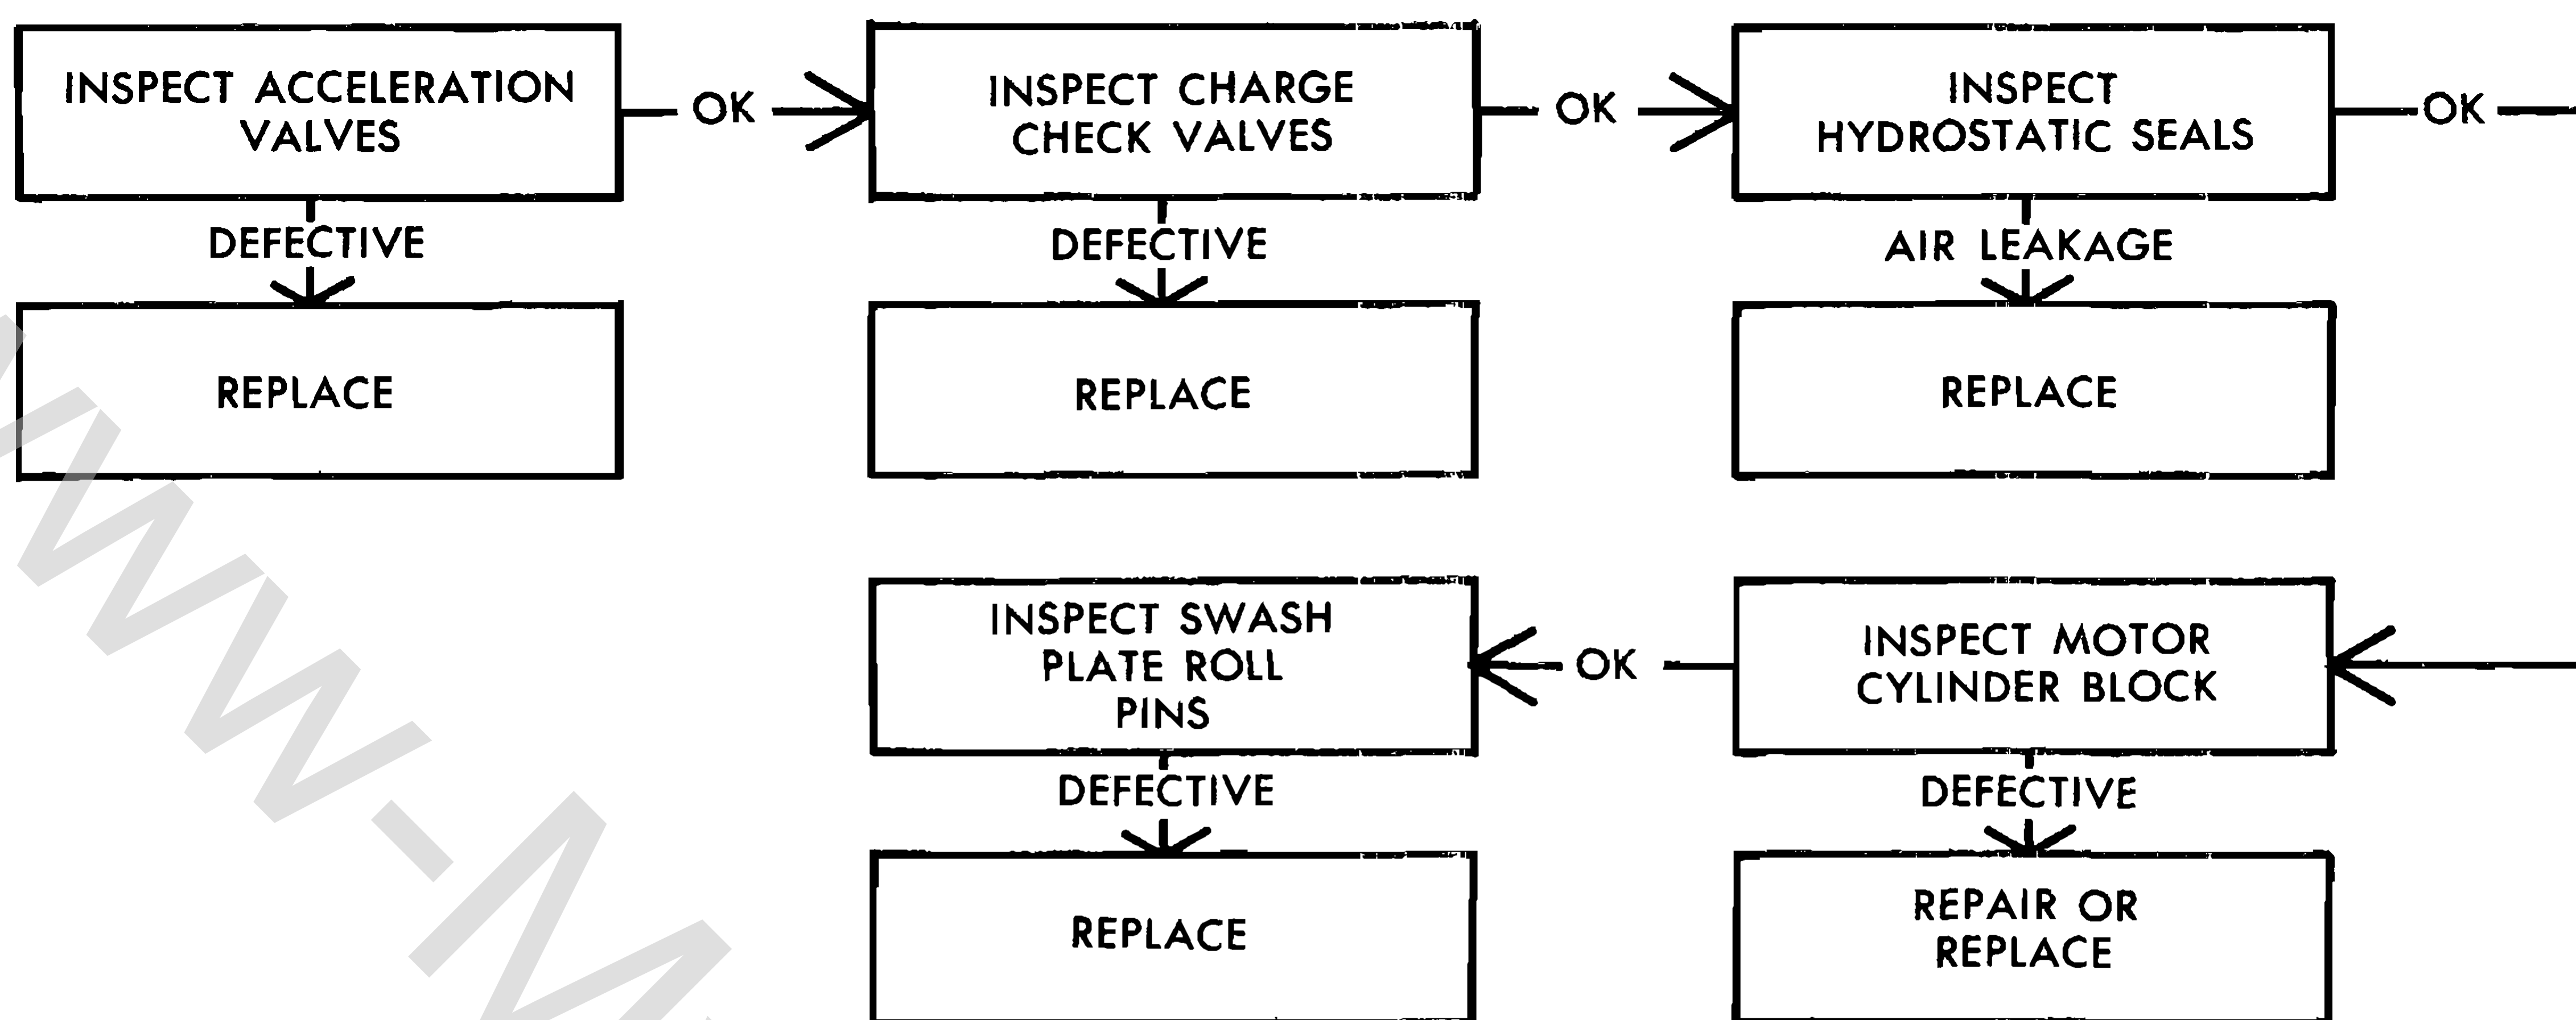 INSPECT ACCELERATION
VALVES
OK
INSPECT CHARGE
CHECK VALVES
OK
INSPECT
HYDROSTATIC SEALS
OK
DEFECTIVE
DEFECTIVE
AIR LEAKAGE
REPLACE
REPLACE
REPLACE
INSPECT SWASH
PLATE ROLL
PINS
OK
INSPECT MOTOR
CYLINDER BLOCK
DEFECTIVE
DEFECTIVE
REPLACE
REPAIR OR
REPLACE